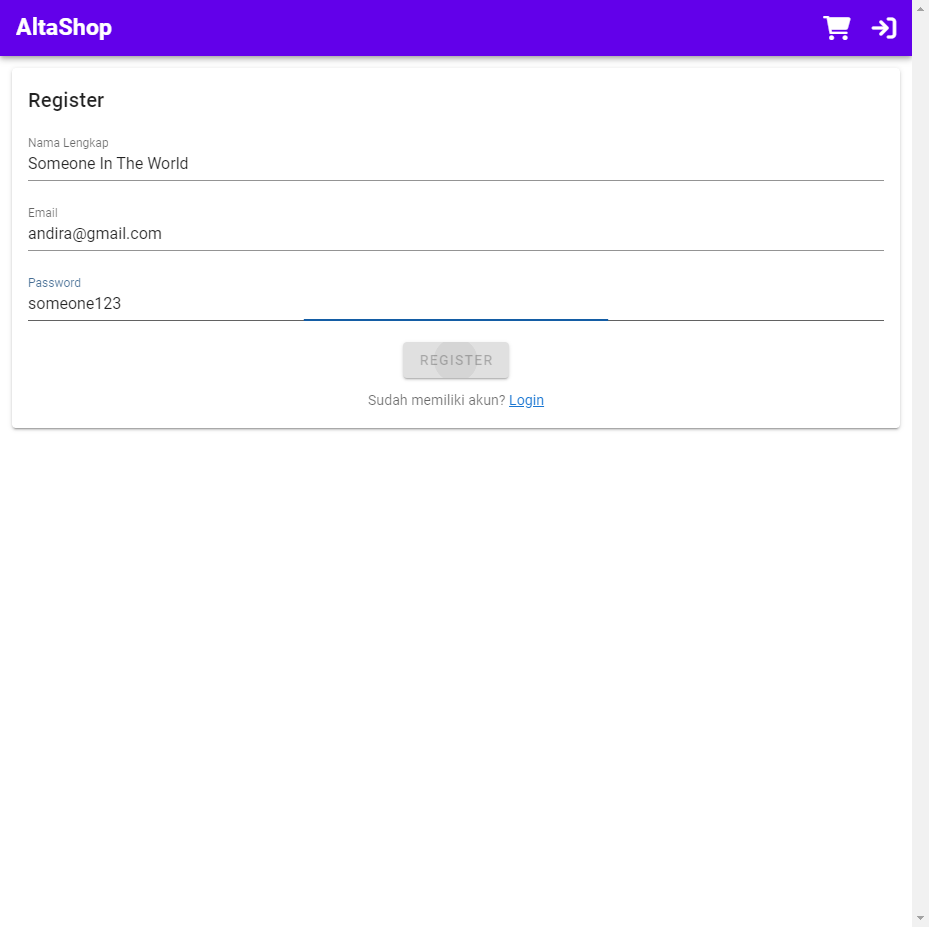 AltaShop
Register
Nama Lengkap
Someone In The World
Email
andira@gmail.com
Password
someone123
REGISTER
Sudah memiliki akun? Login